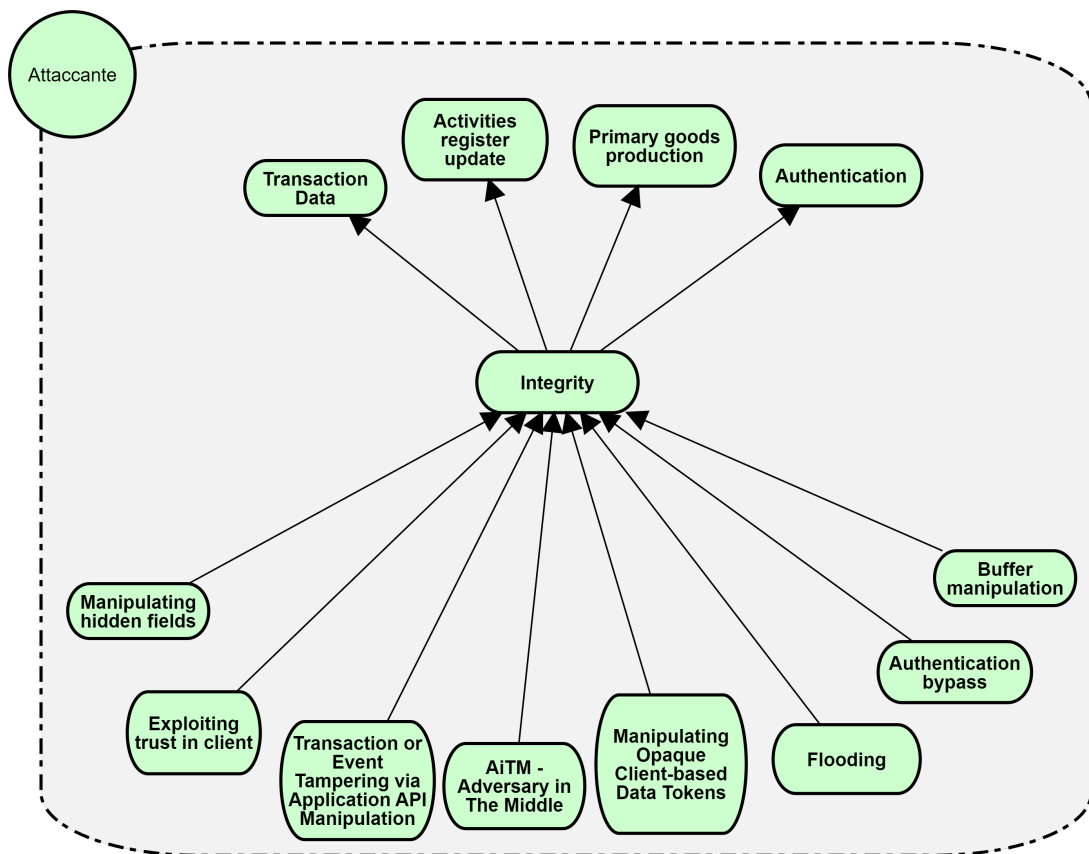 Attaccante
Activities
register
update
Primary goods
production
Transaction
Data
Authentication
Integrity
Manipulating
hidden fields
Buffer
manipulation
Exploiting
trust in client
Transaction or
Event
Tampering via
Application API
Manipulation
AiTM -
Adversary in
The Middle
Manipulating
Opaque
Client-based
Data Tokens
Flooding
Authentication
bypass